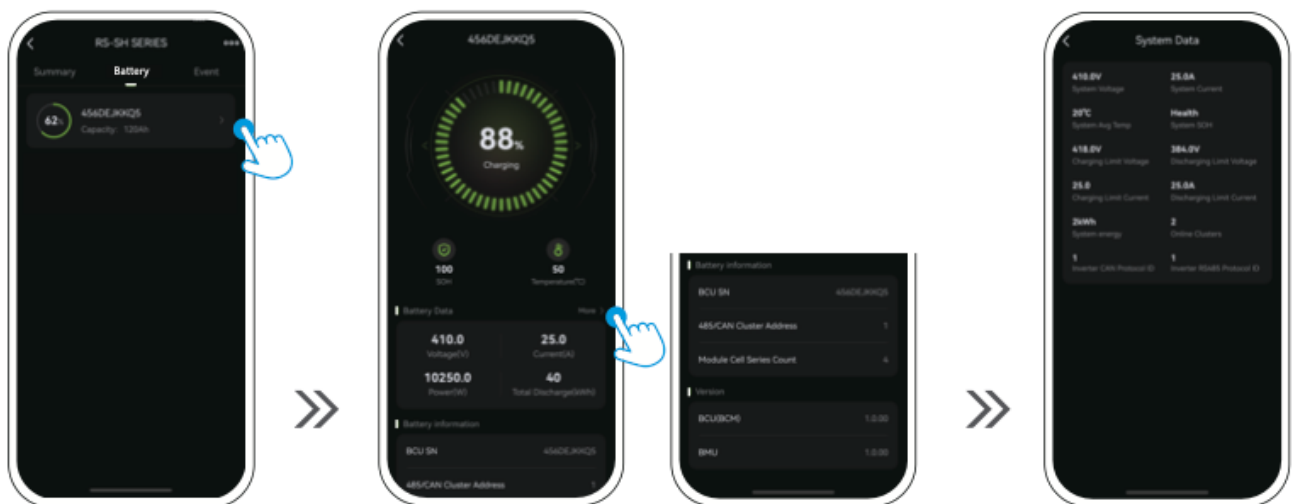 RS-SH SERIES
Summary Battery Event
62%
456DEJKKQ5
Capacity: 120Ah
456DEJKKQ5
88%
Charging
100 50
SOH Temperature(°C)
Battery Data More
410.0 25.0
Voltage(V) Current(A)
10250.0 40
Power(W) Total Discharge(kWh)
Battery information
BCU SN 456DEJKKQ5
485/CAN Cluster Address 1
Battery information
BCU SN 456DEJKKQ5
485/CAN Cluster Address 1
Module Cell Series Count 4
Version
BCU(BCM) 1.0.00
BMU 1.0.00
System Data
410.0V 25.0A
System Voltage System Current
20°C Health
System Avg Temp System SOH
418.0V 384.0V
Charging Limit Voltage Discharging Limit Voltage
25.0 25.0A
Charging Limit Current Discharging Limit Current
2kWh 2
System energy Online Clusters
1 1
Inverter CAN Protocol ID Inverter RS485 Protocol ID